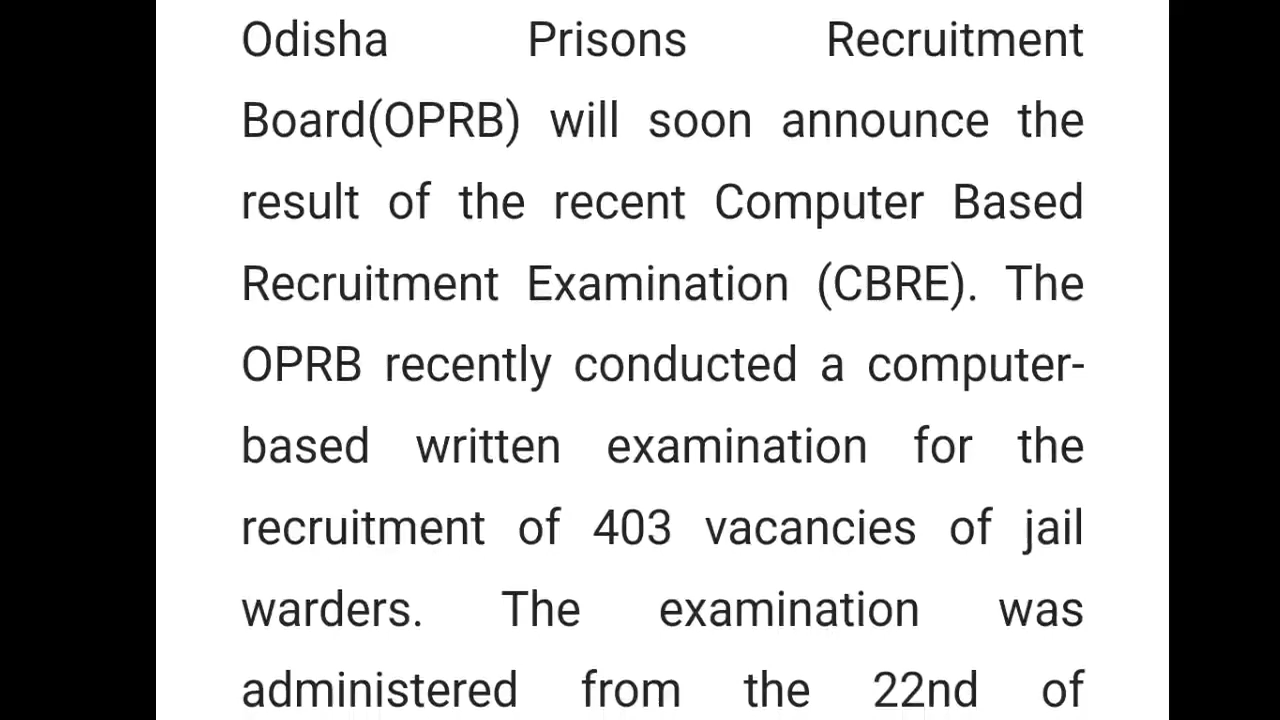 Odisha Prisons Recruitment
Board(OPRB) will soon announce the
result of the recent Computer Based
Recruitment Examination (CBRE). The
OPRB recently conducted a computer-
based written examination for the
recruitment of 403 vacancies of jail
warders. The examination was
administered from the 22nd of